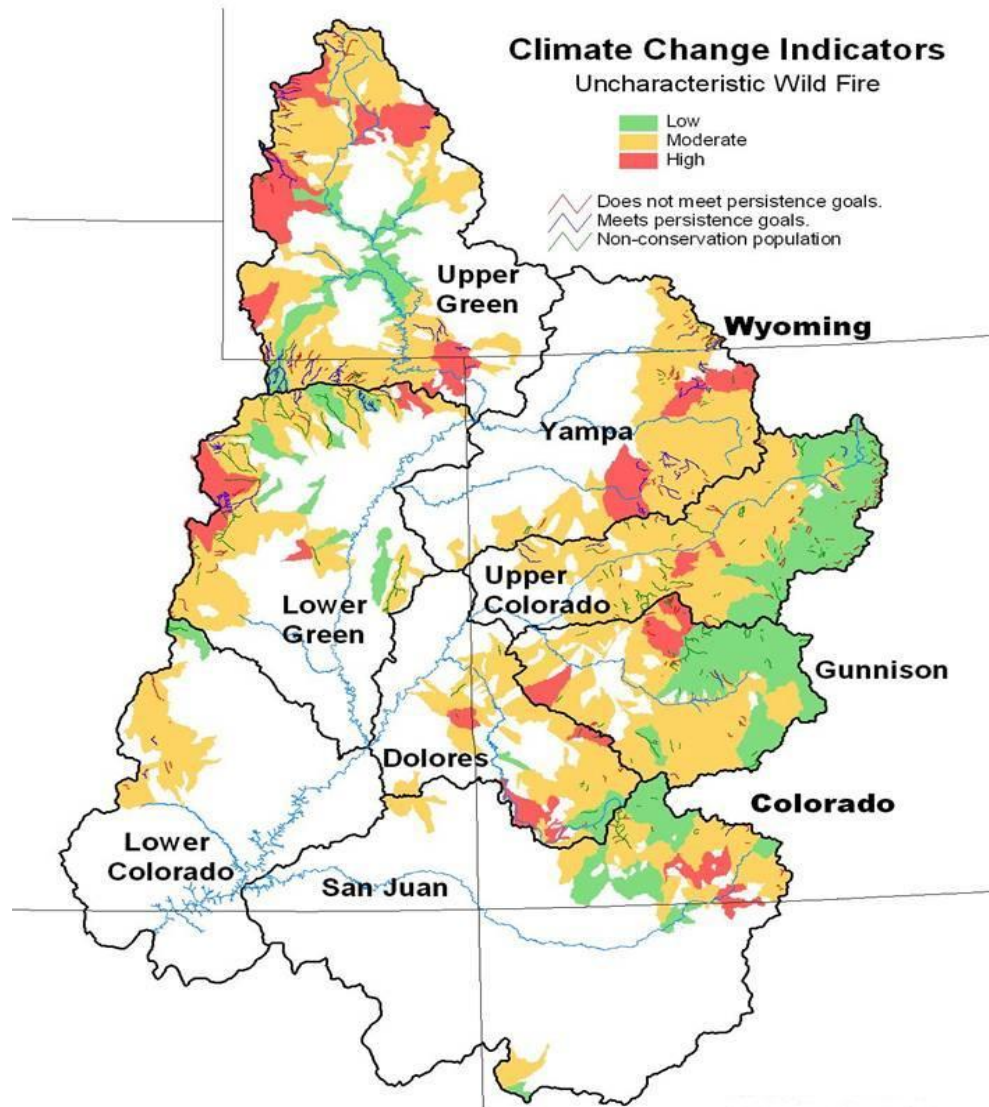 Climate Change Indicators
Uncharacteristic Wild Fire
Low
Moderate
High
Does not meet persistence goals.
Meets persistence goals.
Non-conservation population
Upper
Green
Wyoming
Yampa
Upper
Colorado
Lower
Green
Gunnison
Dolores
Colorado
Lower
Colorado
San Juan